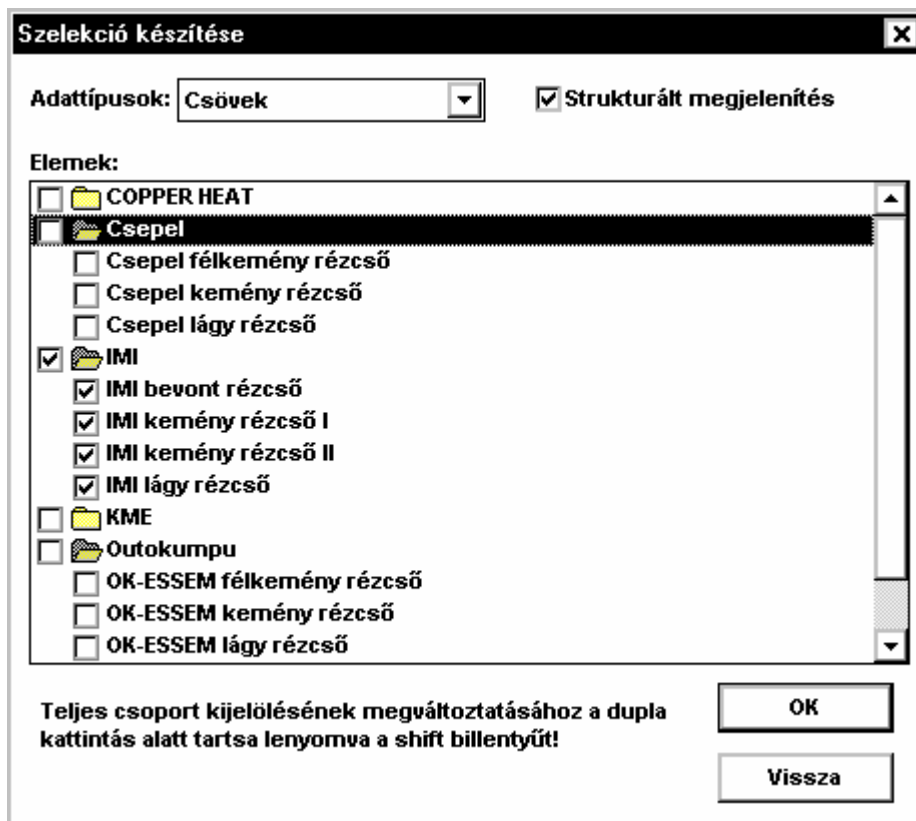 Szelekció készítése
Adattípusok: Csövek Strukturált megjelenítés
Elemek:
COPPER HEAT
Csepel
Csepel félkemény rézcső
Csepel kemény rézcső
Csepel lágy rézcső
IMI
IMI bevont rézcső
IMI kemény rézcső I
IMI kemény rézcső II
IMI lágy rézcső
KME
Outokumpu
OK-ESSEM félkemény rézcső
OK-ESSEM kemény rézcső
OK-ESSEM lágy rézcső
Teljes csoport kijelölésének megváltoztatásához a dupla
kattintás alatt tartsa lenyomva a shift billentyűt!
OK
Vissza